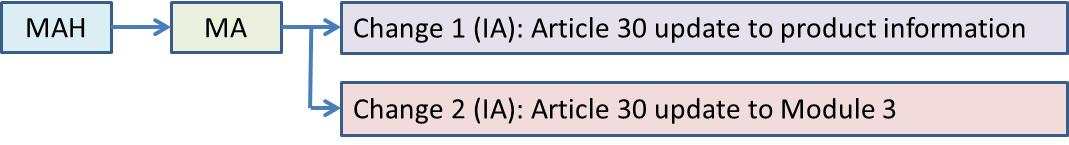 MAH
MA
Change 1 (IA): Article 30 update to product information
Change 2 (IA): Article 30 update to Module 3